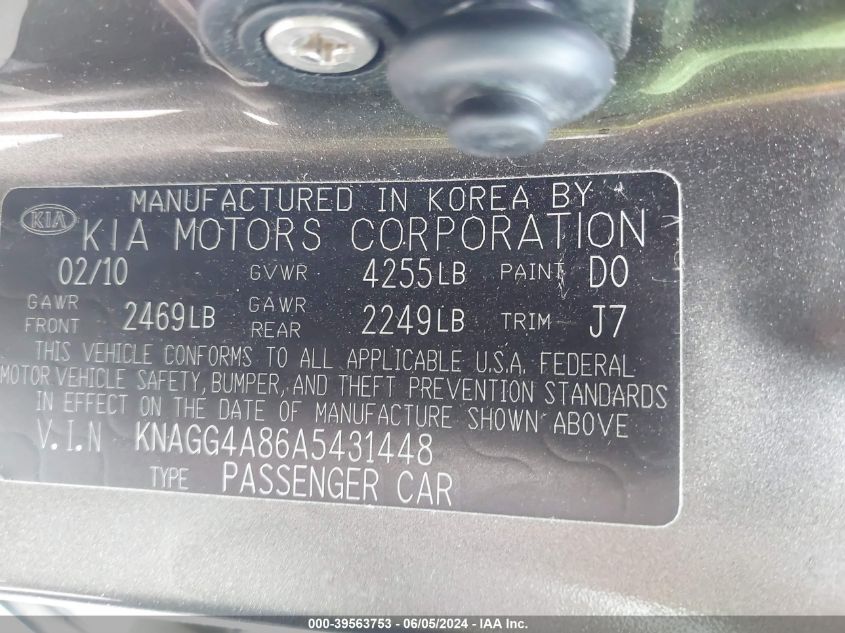 MANUFACTURED IN KOREA BY
KIA KIA MOTORS CORPORATION
02/10 GVWR 4255LB PAINT D0
GAWR FRONT 2469LB GAWR REAR 2249LB TRIM J7
THIS VEHICLE CONFORMS TO ALL APPLICABLE U.S.A. FEDERAL
MOTOR VEHICLE SAFETY, BUMPER, AND THEFT PREVENTION STANDARDS
IN EFFECT ON THE DATE OF MANUFACTURE SHOWN ABOVE
V.I.N KNAGG4A86A5431448
TYPE PASSENGER CAR
000-39563753 - 06/05/2024 - IAA Inc.